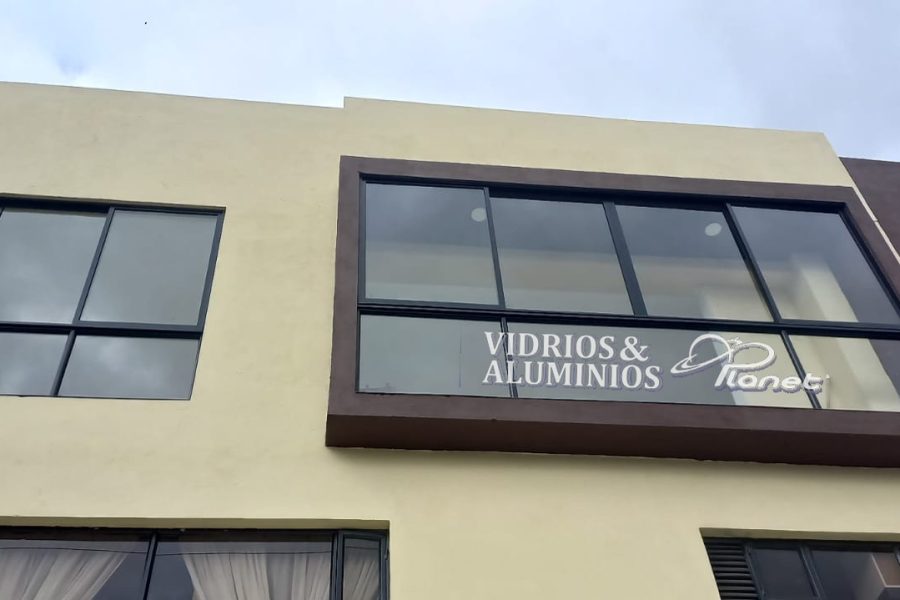 VIDRIOS &
ALUMINIOS
Planet